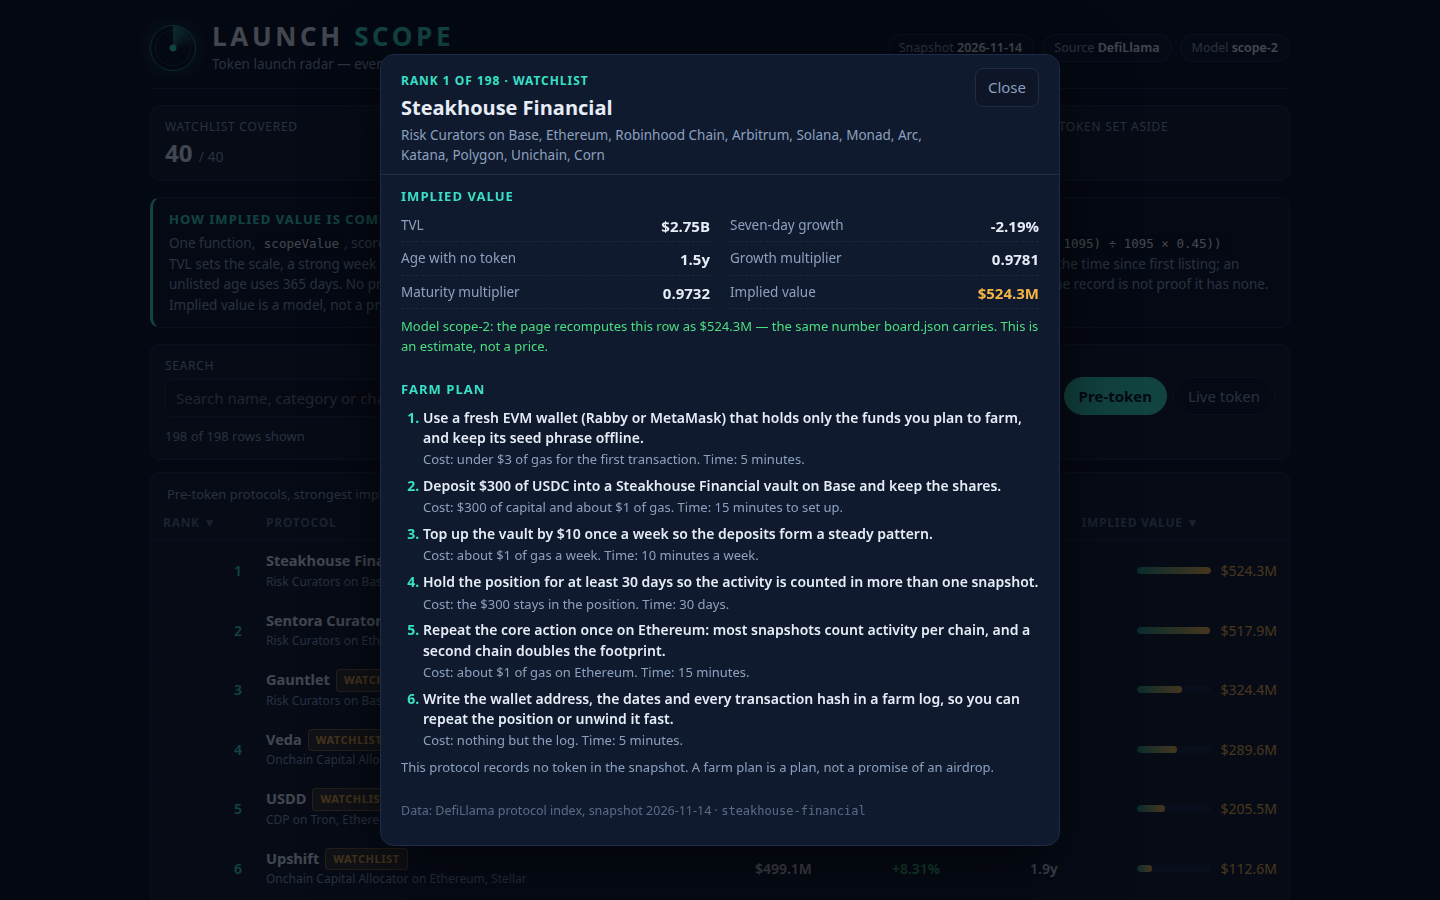 LAUNCH SCOPE
Token launch radar — ever
Snapshot 2026-11-14
Source DefiLlama
Model scope-2
WATCHLIST COVERED
40 / 40
TOKEN SET ASIDE
HOW IMPLIED VALUE IS COM
One function, scopeValue, scor
1095) ÷ 1095 × 0.45))
TVL sets the scale, a strong week
the time since first listing; an
unlisted age uses 365 days. No pr
e record is not proof it has none.
Implied value is a model, not a pr
SEARCH
Search name, category or cha
Pre-token
Live token
198 of 198 rows shown
Pre-token protocols, strongest impl
RANK ▼
PROTOCOL
IMPLIED VALUE ▼
1
Steakhouse Fina
Risk Curators on Bas
$524.3M
2
Sentora Curator
Risk Curators on Eth
$517.9M
3
Gauntlet WATCH
Risk Curators on Bas
$324.4M
4
Veda WATCHLIST
Onchain Capital Allo
$289.6M
5
USDD WATCHLIS
CDP on Tron, Ethere
$205.5M
6
Upshift WATCHLIST
Onchain Capital Allocator on Ethereum, Stellar
$499.1M
+8.31%
1.9y
$112.6M
RANK 1 OF 198 · WATCHLIST
Steakhouse Financial
Close
Risk Curators on Base, Ethereum, Robinhood Chain, Arbitrum, Solana, Monad, Arc,
Katana, Polygon, Unichain, Corn
IMPLIED VALUE
TVL $2.75B
Seven-day growth -2.19%
Age with no token 1.5y
Growth multiplier 0.9781
Maturity multiplier 0.9732
Implied value $524.3M
Model scope-2: the page recomputes this row as $524.3M — the same number board.json carries. This is
an estimate, not a price.
FARM PLAN
1. Use a fresh EVM wallet (Rabby or MetaMask) that holds only the funds you plan to farm,
and keep its seed phrase offline.
Cost: under $3 of gas for the first transaction. Time: 5 minutes.
2. Deposit $300 of USDC into a Steakhouse Financial vault on Base and keep the shares.
Cost: $300 of capital and about $1 of gas. Time: 15 minutes to set up.
3. Top up the vault by $10 once a week so the deposits form a steady pattern.
Cost: about $1 of gas a week. Time: 10 minutes a week.
4. Hold the position for at least 30 days so the activity is counted in more than one snapshot.
Cost: the $300 stays in the position. Time: 30 days.
5. Repeat the core action once on Ethereum: most snapshots count activity per chain, and a
second chain doubles the footprint.
Cost: about $1 of gas on Ethereum. Time: 15 minutes.
6. Write the wallet address, the dates and every transaction hash in a farm log, so you can
repeat the position or unwind it fast.
Cost: nothing but the log. Time: 5 minutes.
This protocol records no token in the snapshot. A farm plan is a plan, not a promise of an airdrop.
Data: DefiLlama protocol index, snapshot 2026-11-14 · steakhouse-financial